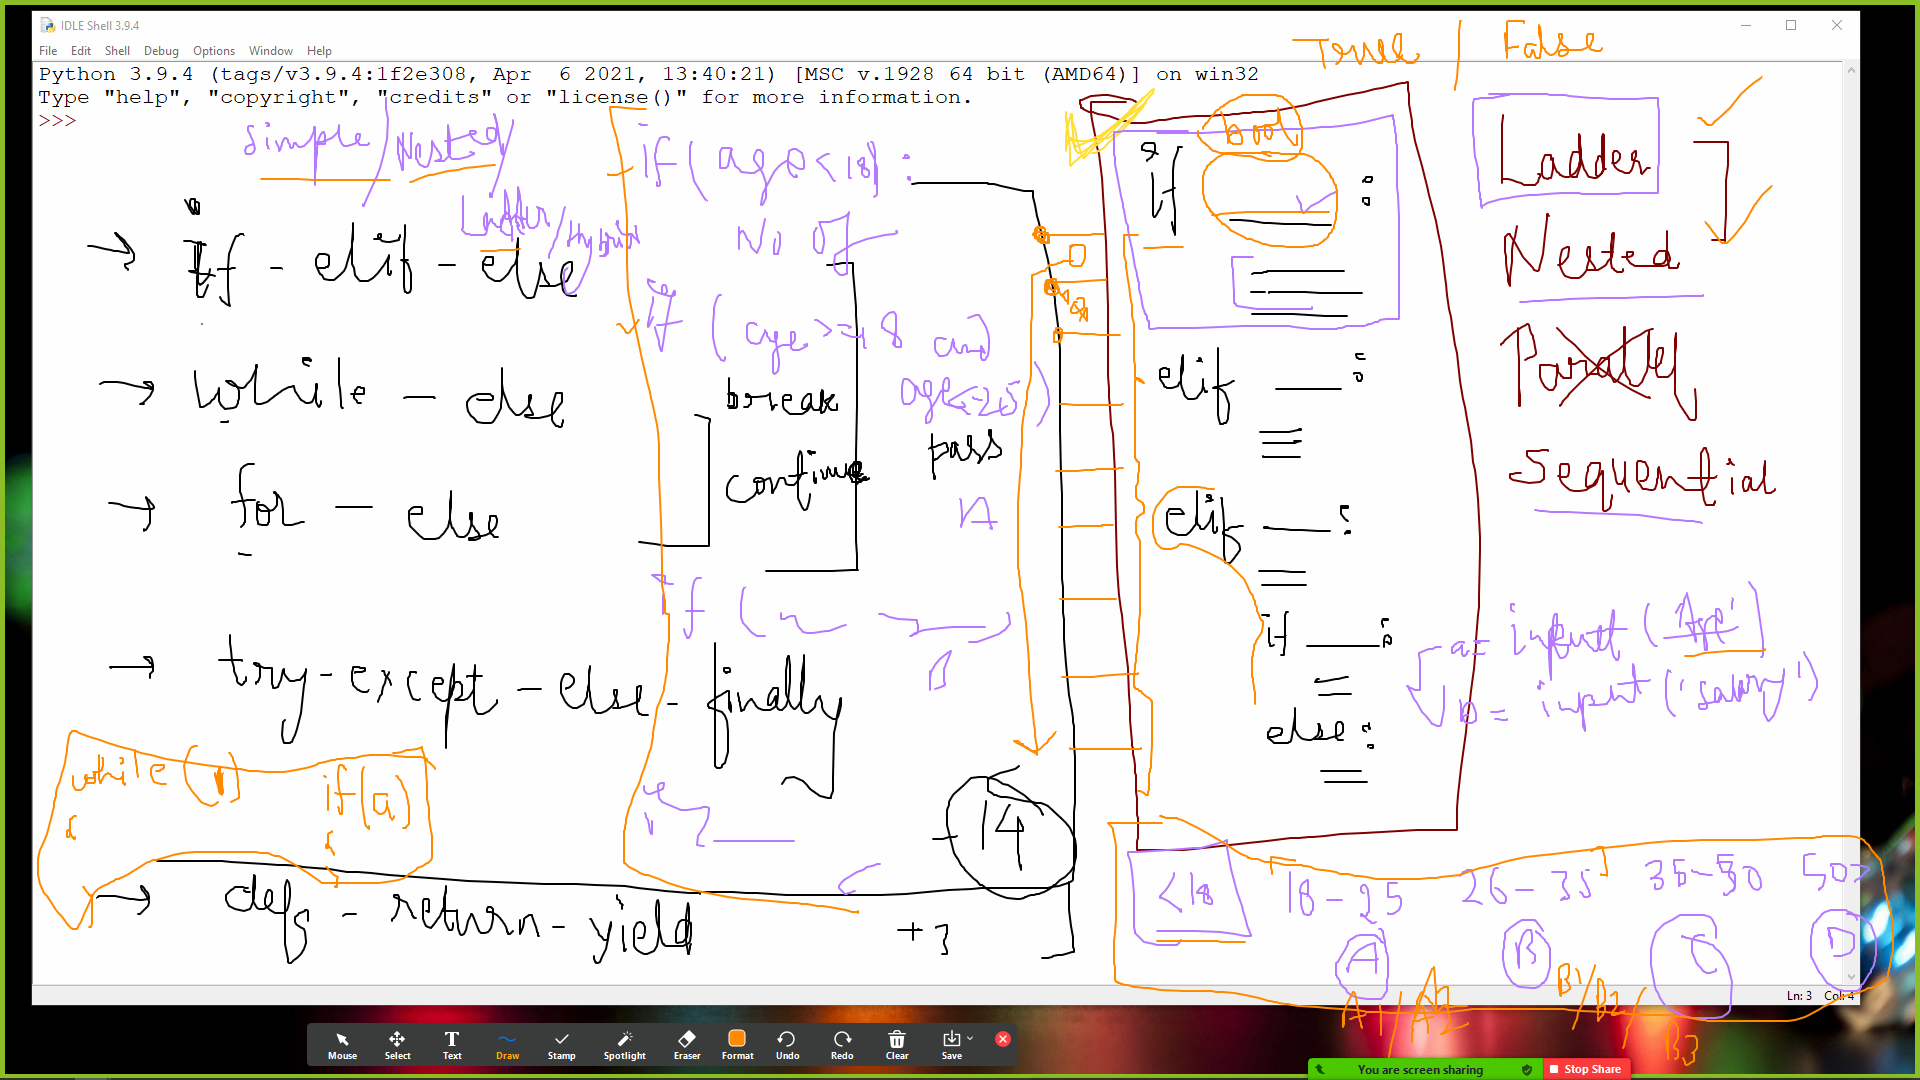 IDLE Shell 3.9.4
File Edit Shell Debug Options Window Help
Python 3.9.4 (tags/v3.9.4:1f2e308, Apr  6 2021, 13:40:21) [MSC v.1928 64 bit (AMD64)] on win32
Type "help", "copyright", "credits" or "license()" for more information.
>>>
True / False
Simple / Nested /
Ladder / Hybrid
→ If - elif - else
→ while - else
→ for - else
→ try - except - else - finally
while (1)
if (a)
→ defs - return - yield
if ( age < 18) :
No Of
if ( age >= 18 and
age <= 25 )
break
continue
pass
A
if (
B
- 14
+ 3
bool
if :
elif :
elif :
if :
else :
Ladder
Nested
Parallel
Sequential
a = input ( 'Age' )
b = input ('salary')
<18 18 - 25 26 - 35 36 - 50 50>
A B C D
A1 / A2 B1/B2 / B3
Ln: 3 Col: 4
Mouse Select Text Draw Stamp Spotlight Eraser Format Undo Redo Clear Save
You are screen sharing Stop Share